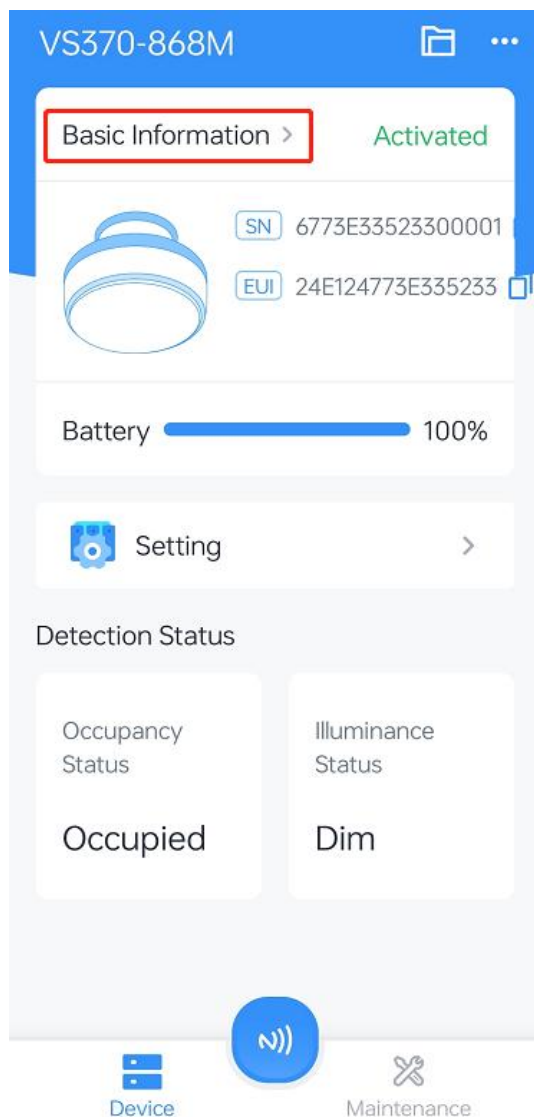 VS370-868M
Basic Information
Activated
SN 6773E33523300001
EUI 24E124773E335233
Battery 100%
Setting
Detection Status
Occupancy
Status
Occupied
Illuminance
Status
Dim
Device
Maintenance